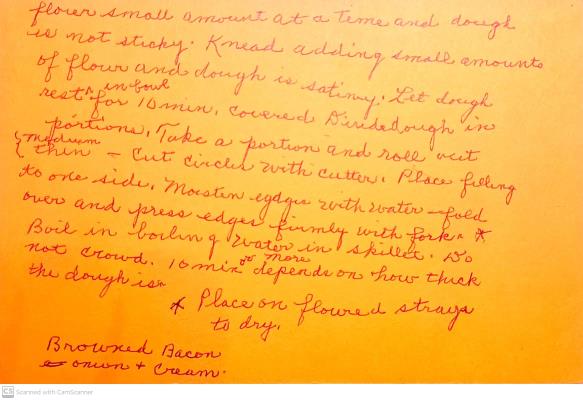 flour small amount at a time and dough
is not sticky. Knead adding small amounts
of flour and dough is satiny. Let dough
rest in bowl for 10 min, covered Divide dough in
portions. Take a portion and roll out
medium
thin - Cut circles with cutter. Place filling
to one side. Moisten edges with water - fold
over and press edges firmly with fork *
Boil in boiling water in skillet. Do
not crowd. 10 min or more depends on how thick
the dough is
* Place on floured trays
to dry.
Browned Bacon
onion + cream.
CS Scanned with CamScanner